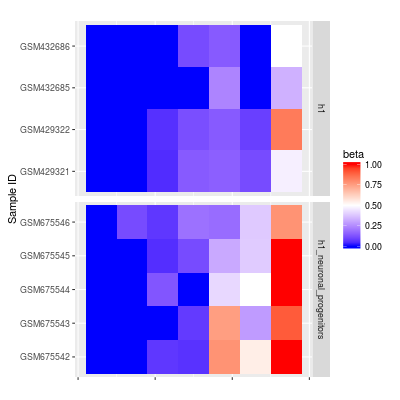 Sample ID
GSM432686
GSM432685
GSM429322
GSM429321
h1
GSM675546
GSM675545
GSM675544
GSM675543
GSM675542
h1_neuronal_progenitors
beta
1.00
0.75
0.50
0.25
0.00